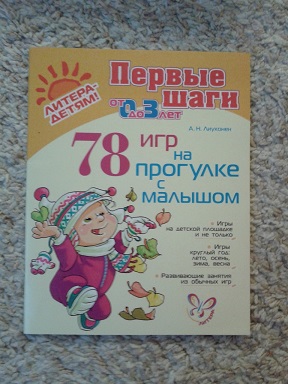 ЛИТЕРА-
ДЕТЯМ!
Первые
шаги
от 0 до 3 лет
А. Н. Лиуконен
78 игр
на
прогулке
с
малышом
• Игры
на детской площадке
и не только
• Игры
круглый год:
лето, осень,
зима, весна
• Развивающие занятия
из обычных игр